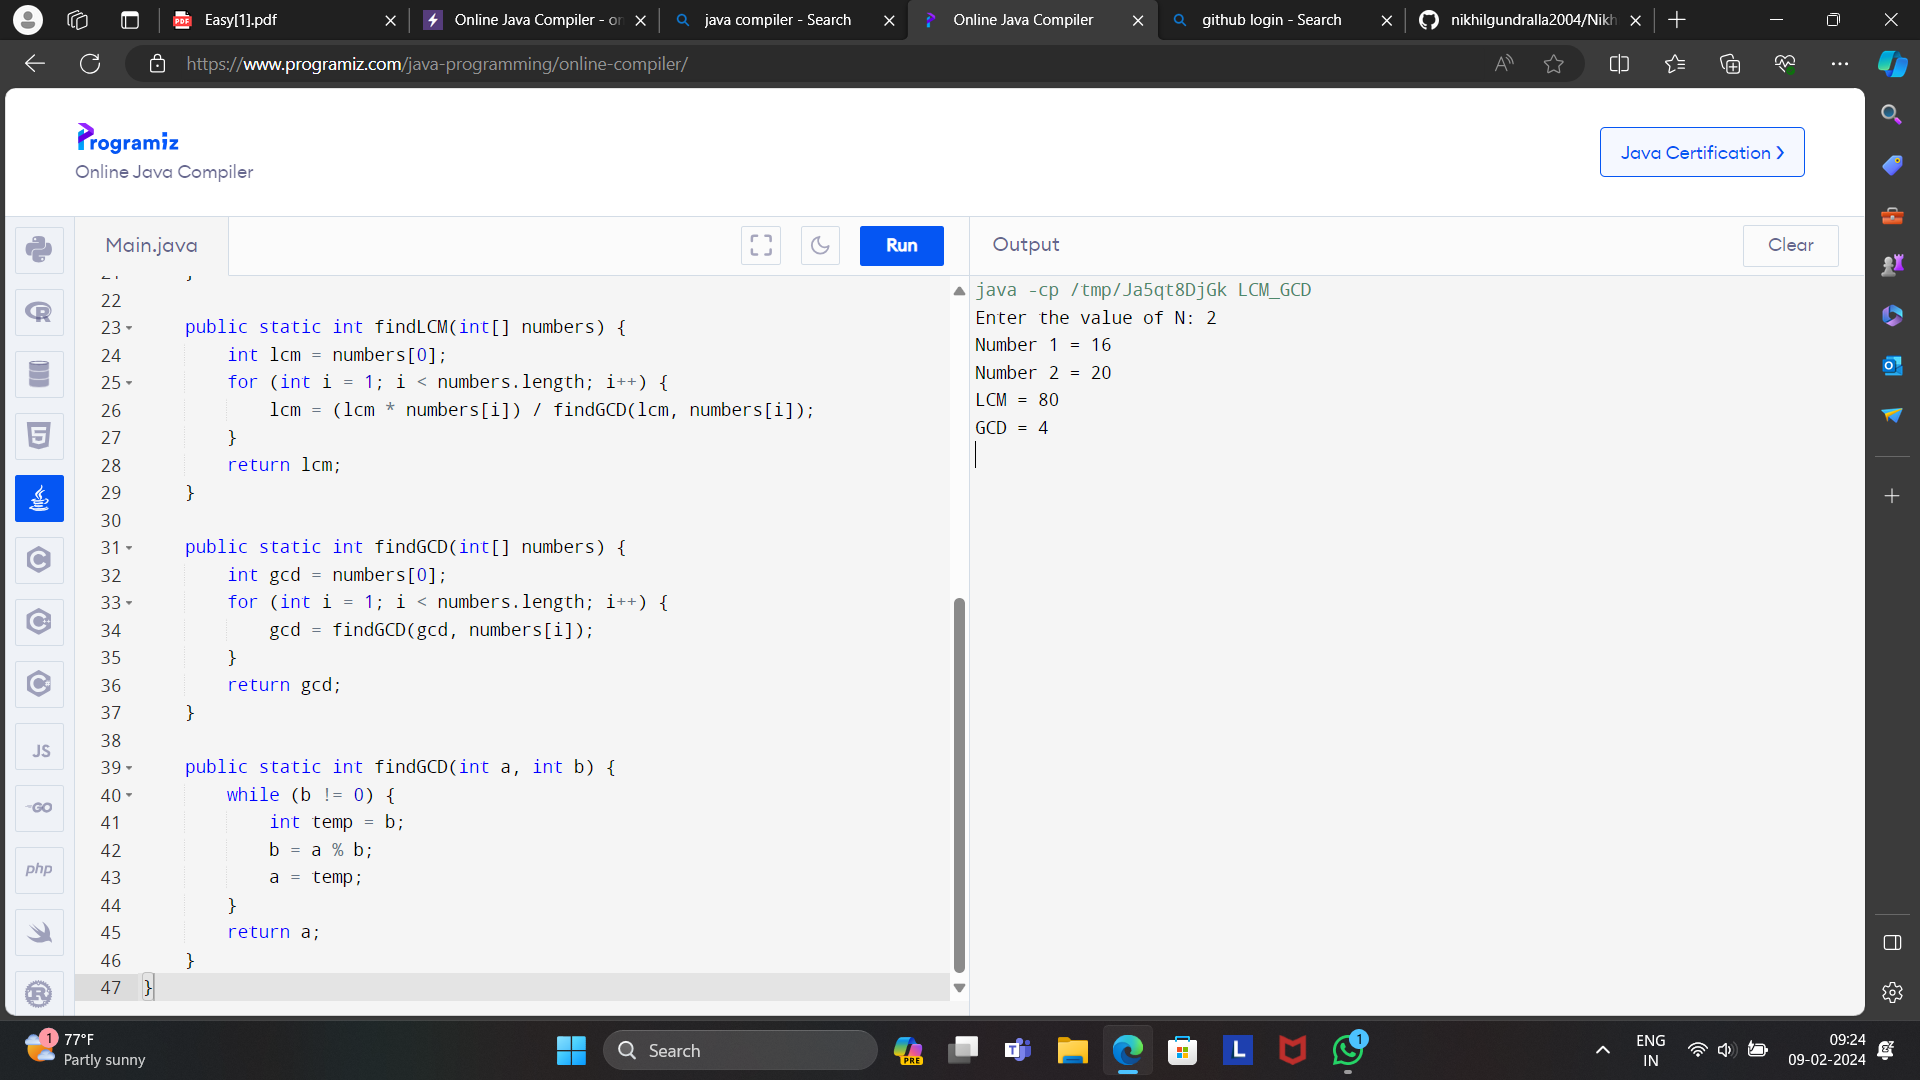 Easy[1].pdf
Online Java Compiler - on
java compiler - Search
Online Java Compiler
github login - Search
nikhilgundralla2004/Nikh
https://www.programiz.com/java-programming/online-compiler/
Programiz
Online Java Compiler
Java Certification
Main.java
Run
Output
Clear
22
23 public static int findLCM(int[] numbers) {
24 int lcm = numbers[0];
25 for (int i = 1; i < numbers.length; i++) {
26 lcm = (lcm * numbers[i]) / findGCD(lcm, numbers[i]);
27 }
28 return lcm;
29 }
30
31 public static int findGCD(int[] numbers) {
32 int gcd = numbers[0];
33 for (int i = 1; i < numbers.length; i++) {
34 gcd = findGCD(gcd, numbers[i]);
35 }
36 return gcd;
37 }
38
39 public static int findGCD(int a, int b) {
40 while (b != 0) {
41 int temp = b;
42 b = a % b;
43 a = temp;
44 }
45 return a;
46 }
47 }
java -cp /tmp/Ja5qt8DjGk LCM_GCD
Enter the value of N: 2
Number 1 = 16
Number 2 = 20
LCM = 80
GCD = 4
JS
GO
php
1
77°F
Partly sunny
Search
PRE
L
1
ENG
IN
09:24
09-02-2024